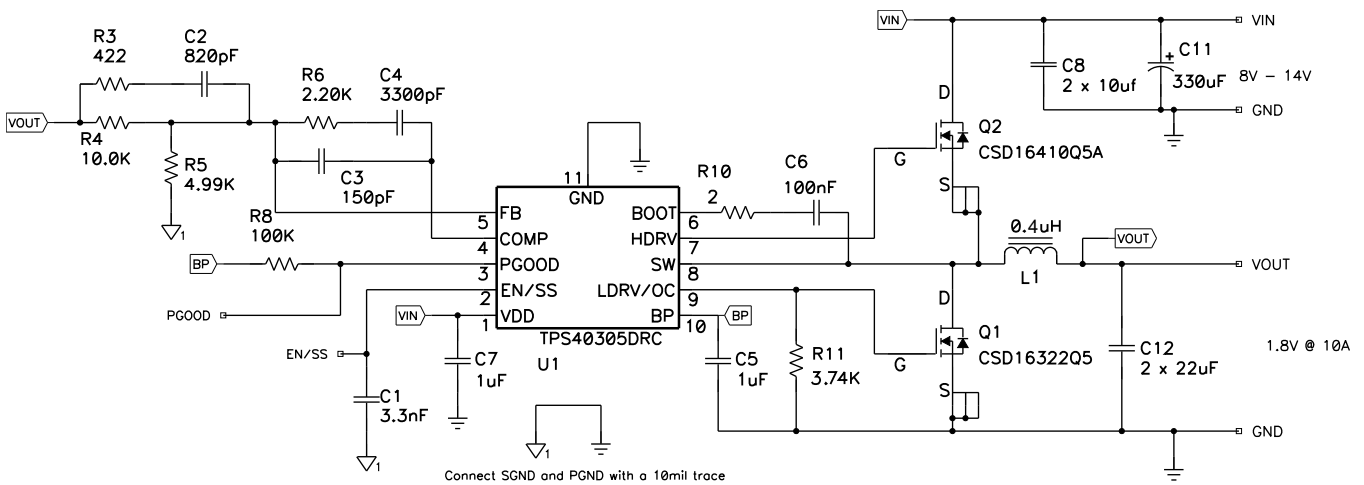 VIN
VIN
C8
2 x 10uf
C11
330uF
8V – 14V
GND
R3
422
C2
820pF
VOUT
R4
10.0K
R5
4.99K
1
R6
2.20K
C4
3300pF
C3
150pF
R8
100K
BP
PGOOD
EN/SS
C1
3.3nF
1
VIN
C7
1uF
11
GND
FB
5
COMP
4
PGOOD
3
EN/SS
2
VDD
1
BOOT
6
HDRV
7
SW
8
LDRV/OC
9
BP
10
TPS40305DRC
U1
R10
2
C6
100nF
BP
C5
1uF
R11
3.74K
D
G
S
Q2
CSD16410Q5A
0.4uH
L1
VOUT
VOUT
D
G
S
Q1
CSD16322Q5
C12
2 x 22uF
1.8V @ 10A
GND
1
Connect SGND and PGND with a 10mil trace